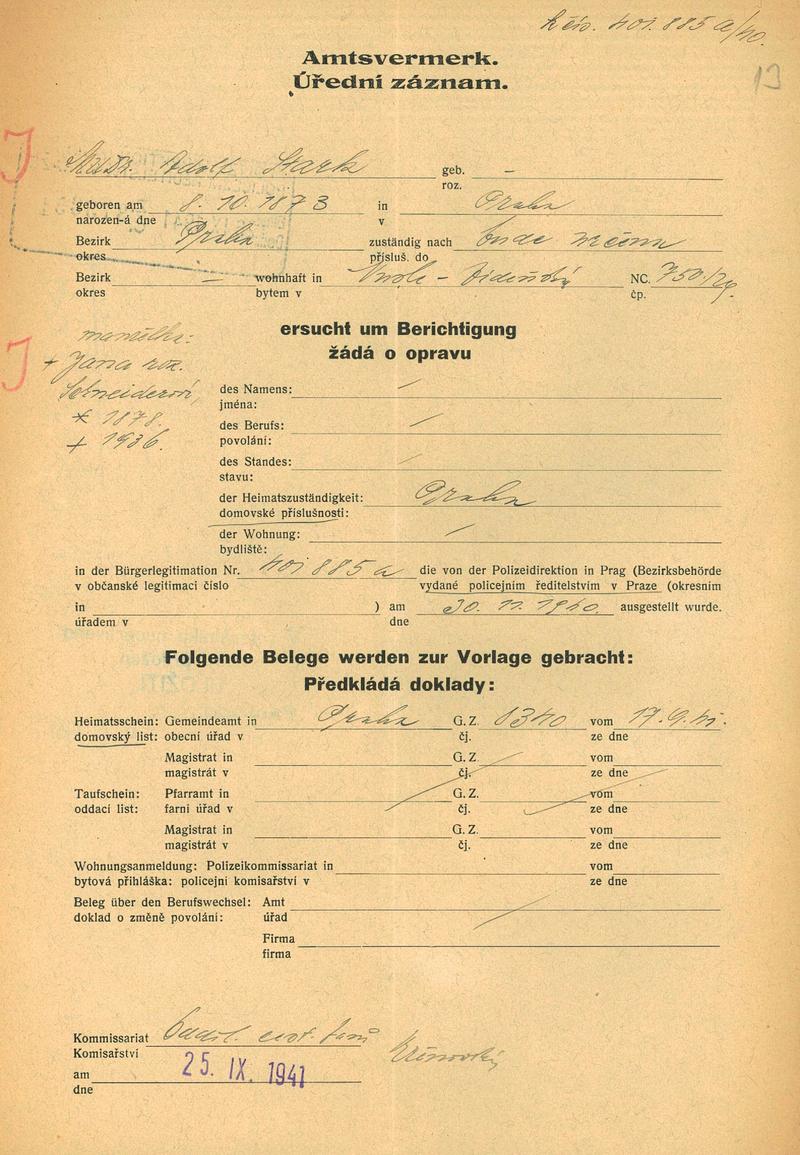 k čís. 401.885 a/40.
13
Amtsvermerk.
Úřední záznam.
J
MUDr. Adolf Stark geb. –
roz.
geboren am 8. 10. 1873 in Praha
narozen-á dne v
Bezirk Praha zuständig nach bude
okres přísluš. do
Bezirk – wohnhaft in NC. 750/29.
okres bytem v čp.
ersucht um Berichtigung
žádá o opravu
J
manželka:
+ Jana roz.
Schneiderová,
* 1878.
+ 1936.
des Namens: –
jména:
des Berufs: –
povolání:
des Standes: –
stavu:
der Heimatszuständigkeit: Praha
domovské příslušnosti:
der Wohnung: –
bydliště:
in der Bürgerlegitimation Nr. 401885 a die von der Polizeidirektion in Prag (Bezirksbehörde
v občanské legitimaci číslo vydané policejním ředitelstvím v Praze (okresním
in ) am 30. 11. 1940. ausgestellt wurde.
úřadem v dne
Folgende Belege werden zur Vorlage gebracht:
Předkládá doklady:
Heimatsschein: Gemeindeamt in Praha G. Z. 1340 vom 17. 9. 41.
domovský list: obecní úřad v čj. ze dne
Magistrat in G. Z. vom
magistrát v čj. ze dne
Taufschein: Pfarramt in G. Z. vom
oddací list: farní úřad v čj. ze dne
Magistrat in G. Z. vom
magistrát v čj. ze dne
Wohnungsanmeldung: Polizeikommissariat in vom
bytová přihláška: policejní komisařství v ze dne
Beleg über den Berufswechsel: Amt
doklad o změně povolání: úřad
Firma
firma
Kommissariat
Komisařství
am 25. IX. 1941
dne